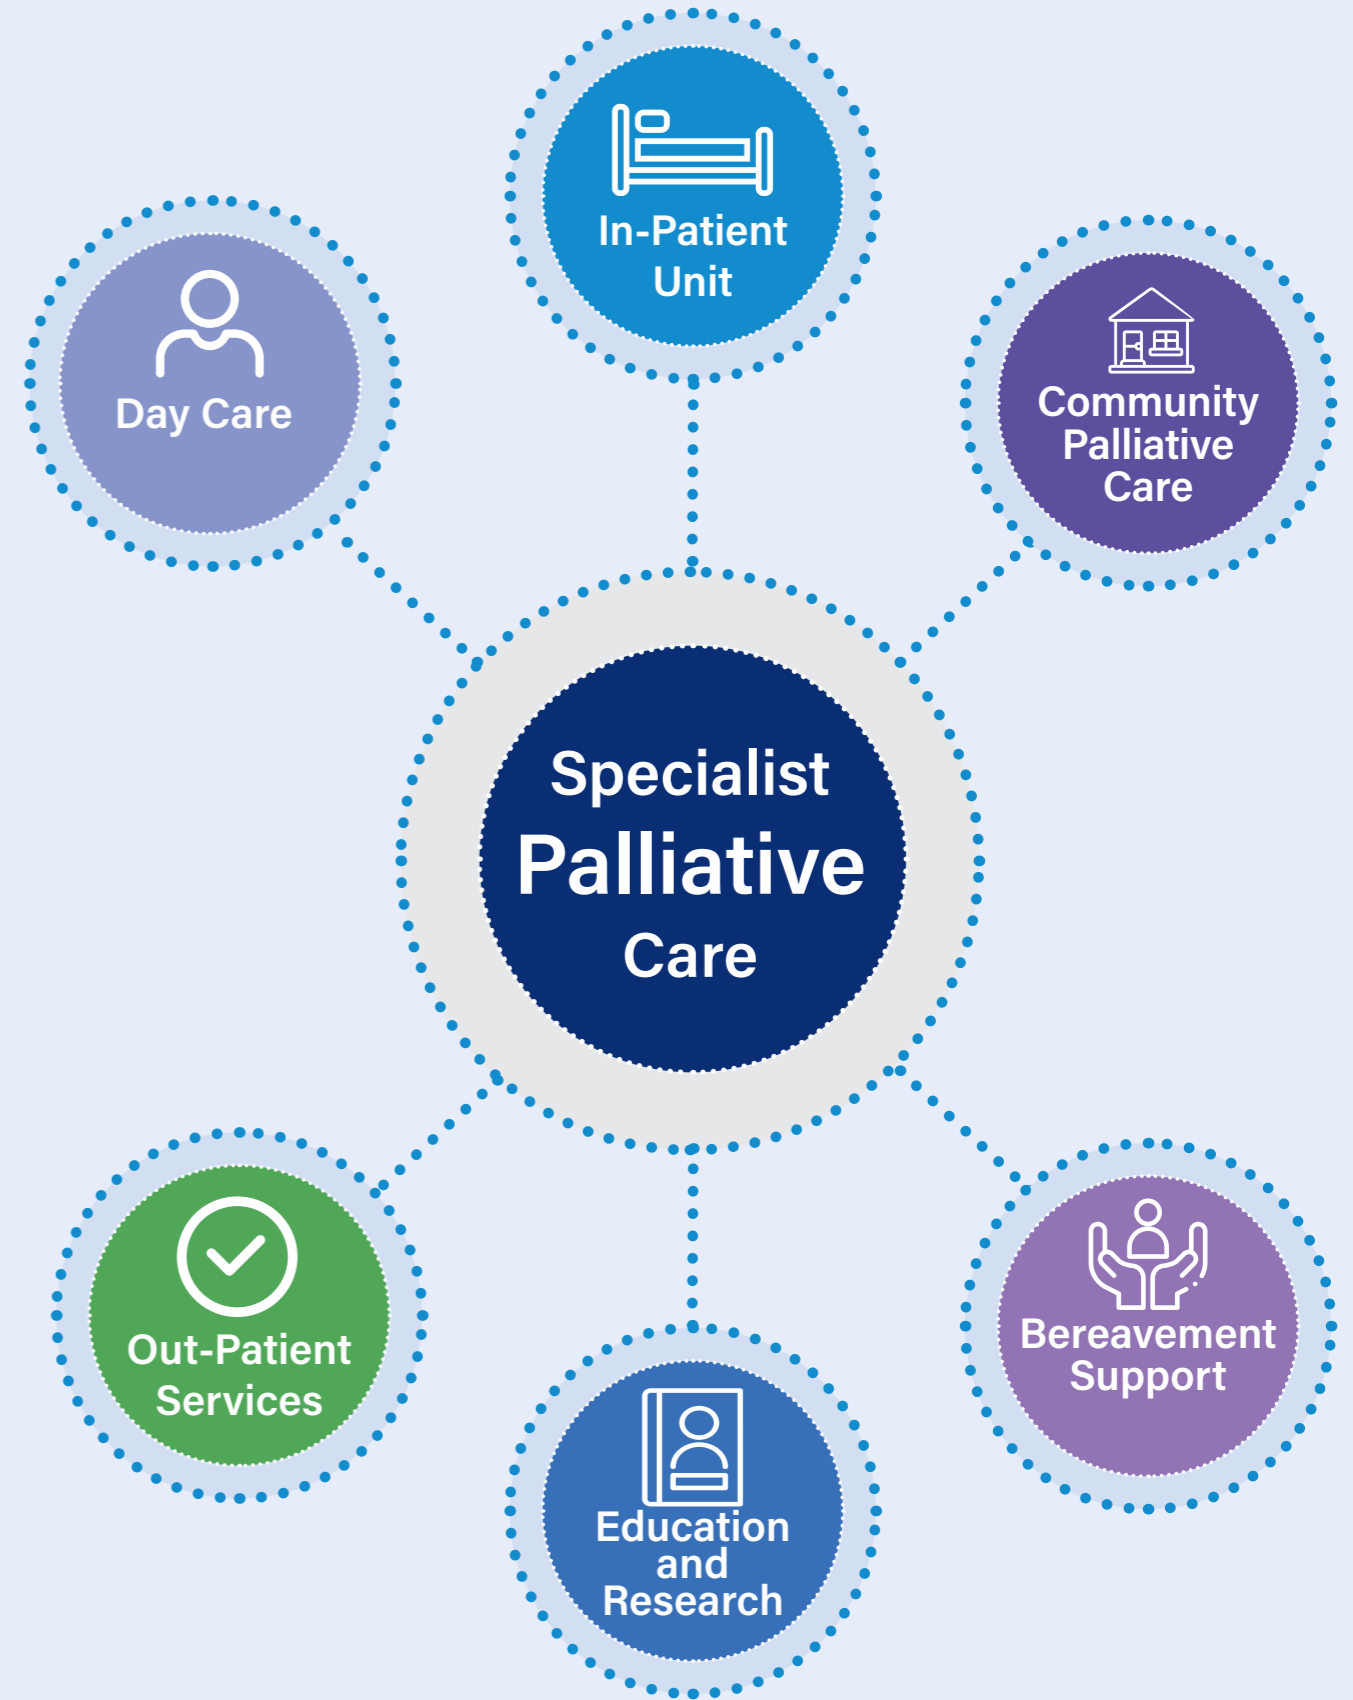 In-Patient
Unit
Day Care
Community
Palliative
Care
Specialist
Palliative
Care
Out-Patient
Services
Bereavement
Support
Education
and
Research